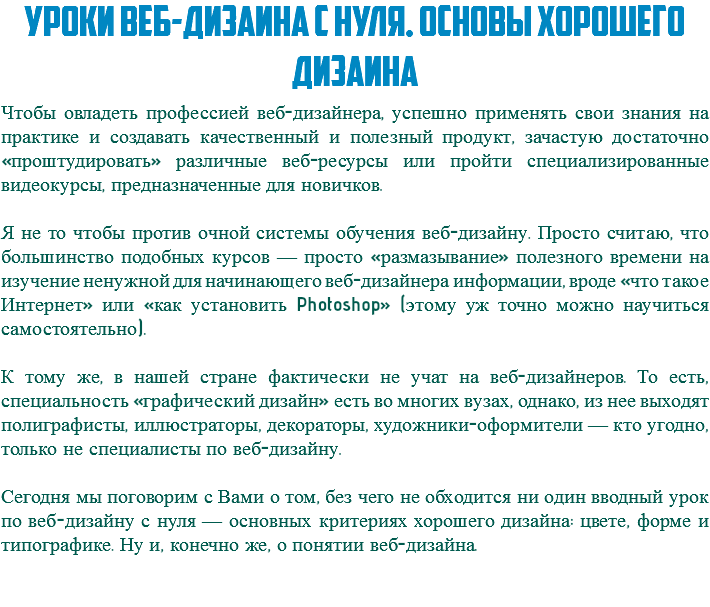 УРОКИ ВЕБ-ДИЗАИНА С НУЛЯ. ОСНОВЫ ХОРОШЕГО
ДИЗАИНА
Чтобы овладеть профессией веб-дизайнера, успешно применять свои знания на
практике и создавать качественный и полезный продукт, зачастую достаточно
«проштудировать» различные веб-ресурсы или пройти специализированные
видеокурсы, предназначенные для новичков.
Я не то чтобы против очной системы обучения веб-дизайну. Просто считаю, что
большинство подобных курсов — просто «размазывание» полезного времени на
изучение ненужной для начинающего веб-дизайнера информации, вроде «что такое
Интернет» или «как установить Photoshop» (этому уж точно можно научиться
самостоятельно).
К тому же, в нашей стране фактически не учат на веб-дизайнеров. То есть,
специальность «графический дизайн» есть во многих вузах, однако, из нее выходят
полиграфисты, иллюстраторы, декораторы, художники-оформители — кто угодно,
только не специалисты по веб-дизайну.
Сегодня мы поговорим с Вами о том, без чего не обходится ни один вводный урок
по веб-дизайну с нуля — основных критериях хорошего дизайна: цвете, форме и
типографике. Ну и, конечно же, о понятии веб-дизайна.